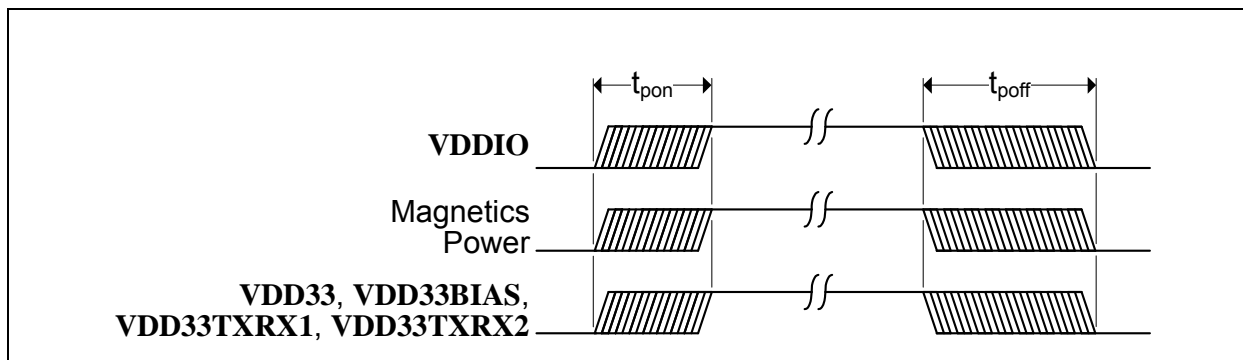 tpon
tpoff
VDDIO
Magnetics
Power
VDD33, VDD33BIAS,
VDD33TXRX1, VDD33TXRX2